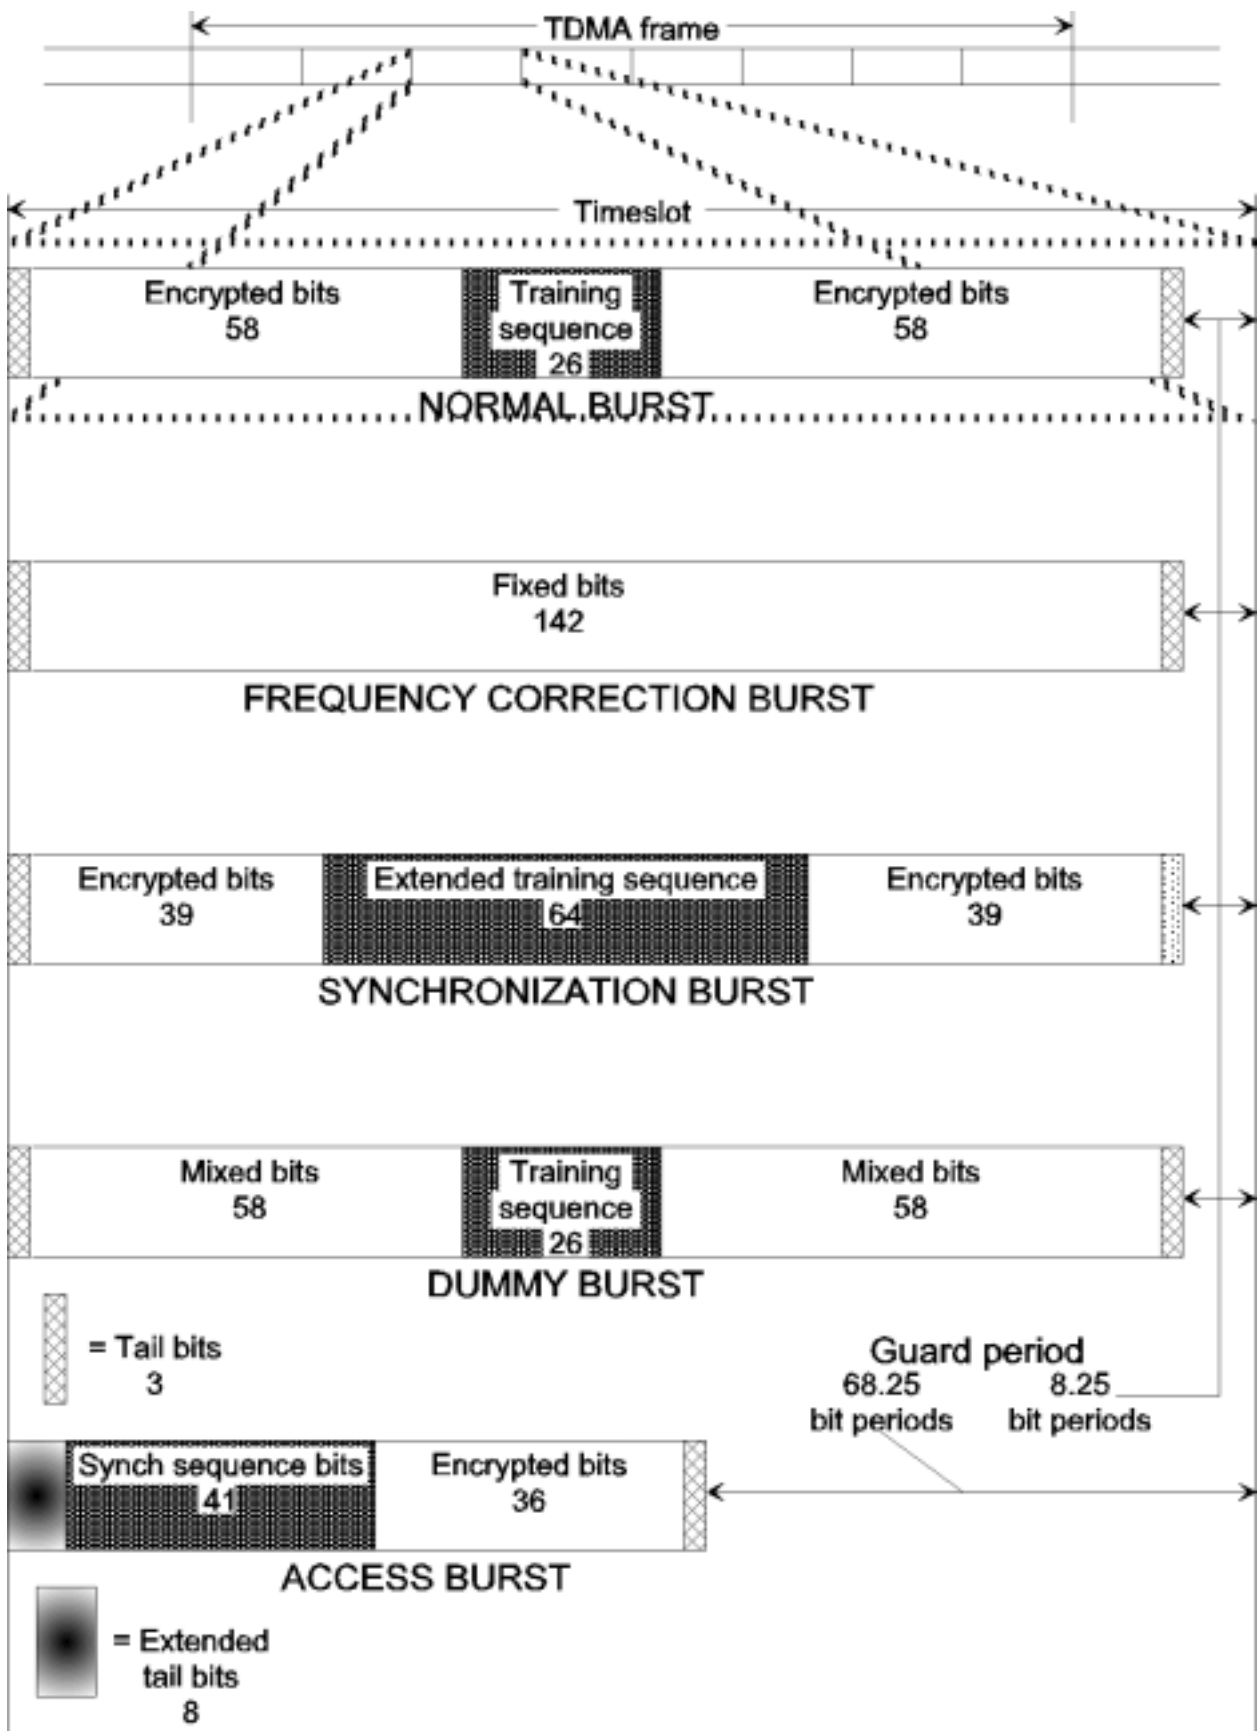 TDMA frame
Timeslot
Encrypted bits
58
Training
sequence
26
Encrypted bits
58
NORMAL BURST
Fixed bits
142
FREQUENCY CORRECTION BURST
Encrypted bits
39
Extended training sequence
64
Encrypted bits
39
SYNCHRONIZATION BURST
Mixed bits
58
Training
sequence
26
Mixed bits
58
DUMMY BURST
= Tail bits
3
Guard period
68.25
bit periods
8.25
bit periods
Synch sequence bits
41
Encrypted bits
36
ACCESS BURST
= Extended
tail bits
8